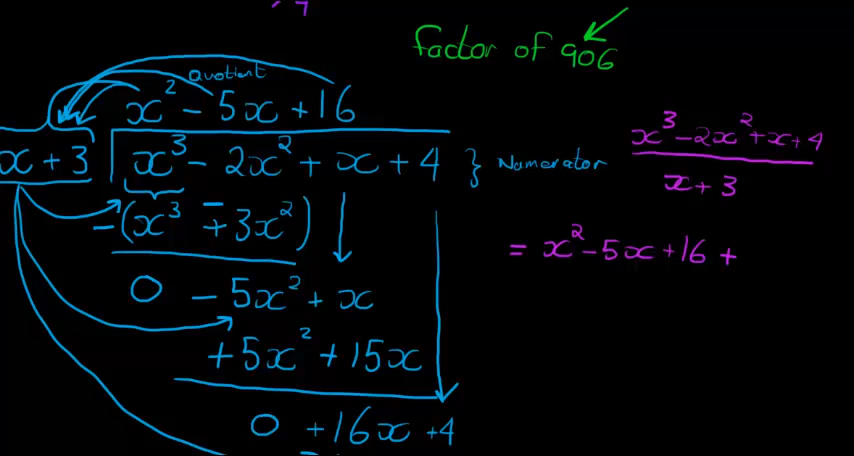 factor of 906
Quotient
x² - 5x + 16
x + 3 | x³ - 2x² + x + 4 } Numerator
-(x³ + 3x²)
0 - 5x² + x
+ 5x² + 15x
0 + 16x + 4
x³ - 2x² + x + 4
x + 3
= x² - 5x + 16 +